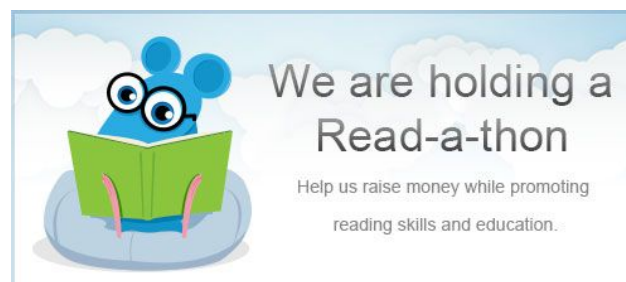 We are holding a
Read-a-thon
Help us raise money while promoting
reading skills and education.